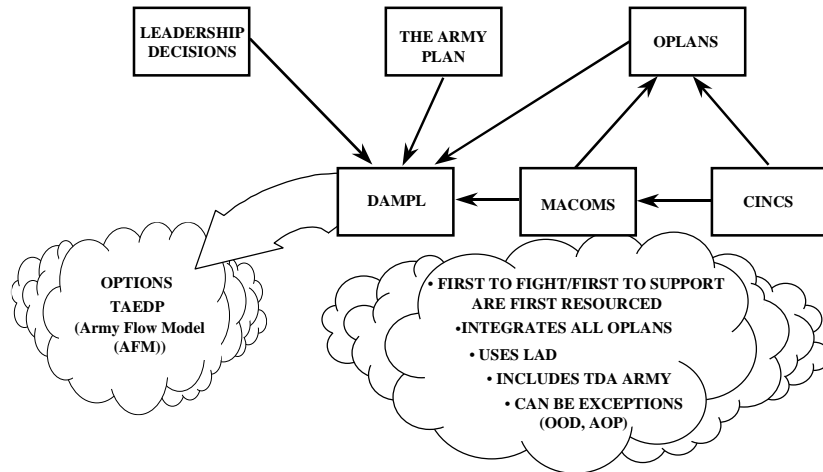 LEADERSHIP
DECISIONS
THE ARMY
PLAN
OPLANS
DAMPL
MACOMS
CINCS
OPTIONS
TAEDP
(Army Flow Model
(AFM))
• FIRST TO FIGHT/FIRST TO SUPPORT
ARE FIRST RESOURCED
•INTEGRATES ALL OPLANS
• USES LAD
• INCLUDES TDA ARMY
• CAN BE EXCEPTIONS
(OOD, AOP)